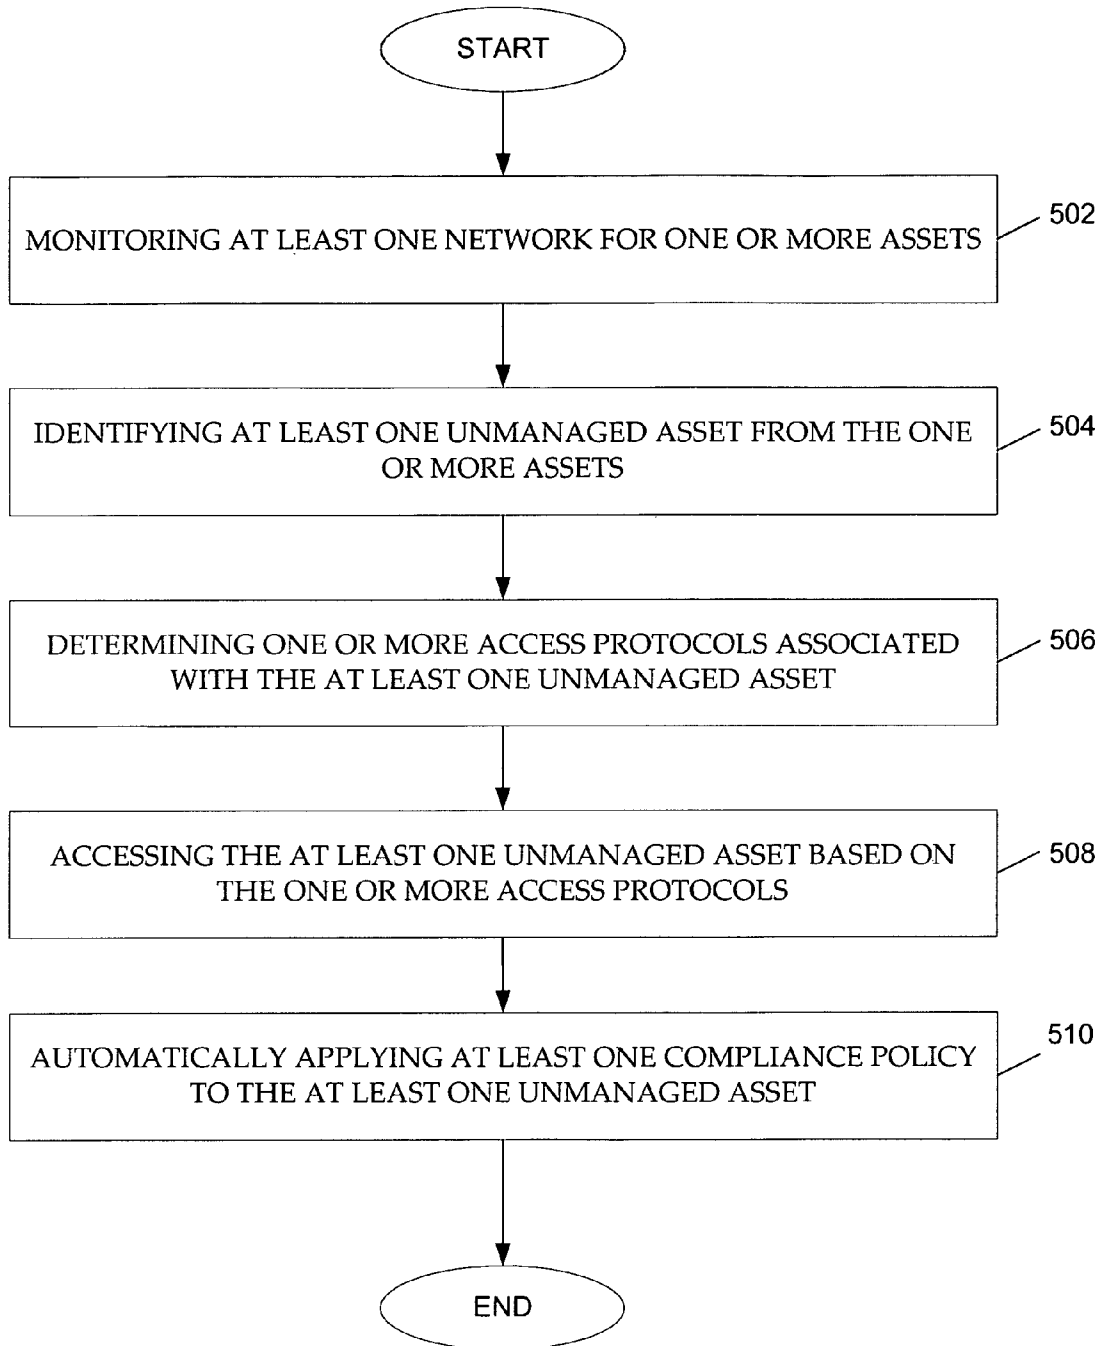 START
MONITORING AT LEAST ONE NETWORK FOR ONE OR MORE ASSETS
502
IDENTIFYING AT LEAST ONE UNMANAGED ASSET FROM THE ONE
OR MORE ASSETS
504
DETERMINING ONE OR MORE ACCESS PROTOCOLS ASSOCIATED
WITH THE AT LEAST ONE UNMANAGED ASSET
506
ACCESSING THE AT LEAST ONE UNMANAGED ASSET BASED ON
THE ONE OR MORE ACCESS PROTOCOLS
508
AUTOMATICALLY APPLYING AT LEAST ONE COMPLIANCE POLICY
TO THE AT LEAST ONE UNMANAGED ASSET
510
END